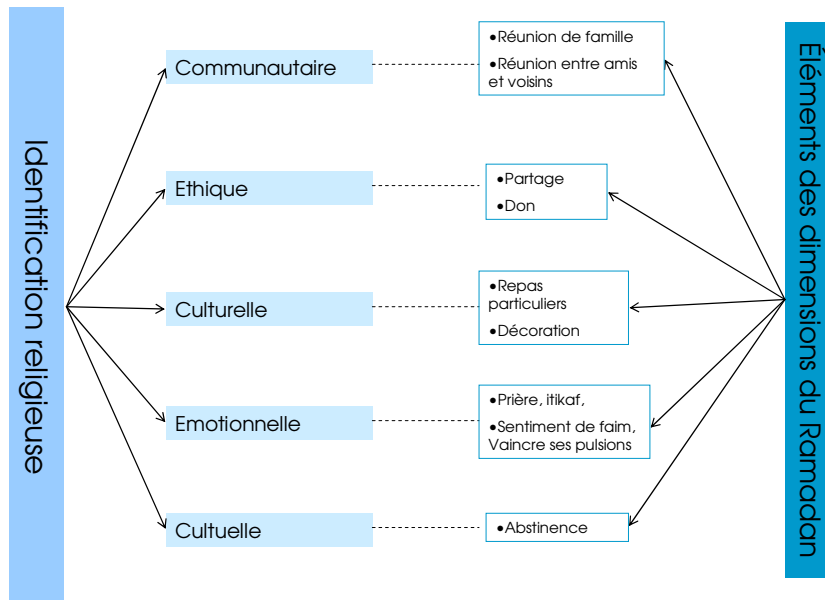 Identification religieuse
Communautaire
•Réunion de famille
•Réunion entre amis
et voisins
Ethique
•Partage
•Don
Culturelle
•Repas
particuliers
•Décoration
Emotionnelle
•Prière, itikaf,
•Sentiment de faim,
Vaincre ses pulsions
Cultuelle
•Abstinence
Éléments des dimensions du Ramadan